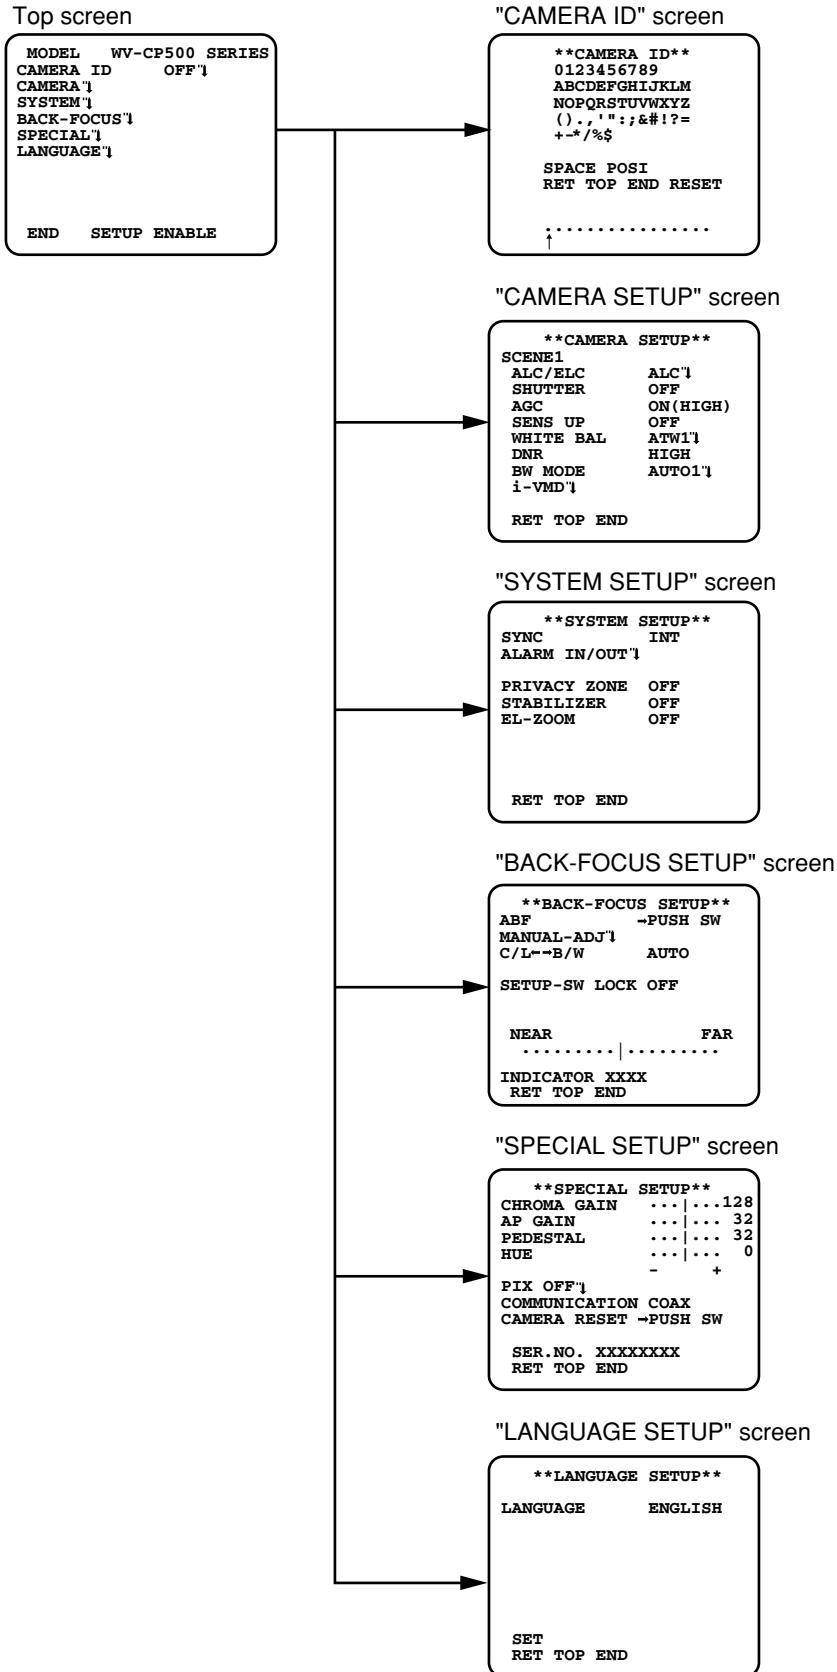 Top screen
MODEL WV-CP500 SERIES
CAMERA ID OFF
CAMERA
SYSTEM
BACK-FOCUS
SPECIAL
LANGUAGE
END SETUP ENABLE
"CAMERA ID" screen
**CAMERA ID**
0123456789
ABCDEFGHIJKLM
NOPQRSTUVWXYZ
().,'":;&#!?=
+-*/%$
SPACE POSI
RET TOP END RESET
................
↑
"CAMERA SETUP" screen
**CAMERA SETUP**
SCENE1
ALC/ELC ALC
SHUTTER OFF
AGC ON(HIGH)
SENS UP OFF
WHITE BAL ATW1
DNR HIGH
BW MODE AUTO1
i-VMD
RET TOP END
"SYSTEM SETUP" screen
**SYSTEM SETUP**
SYNC INT
ALARM IN/OUT
PRIVACY ZONE OFF
STABILIZER OFF
EL-ZOOM OFF
RET TOP END
"BACK-FOCUS SETUP" screen
**BACK-FOCUS SETUP**
ABF →PUSH SW
MANUAL-ADJ
C/L←→B/W AUTO
SETUP-SW LOCK OFF
NEAR FAR
.........|.........
INDICATOR XXXX
RET TOP END
"SPECIAL SETUP" screen
**SPECIAL SETUP**
CHROMA GAIN ...|...128
AP GAIN ...|... 32
PEDESTAL ...|... 32
HUE ...|... 0
- +
PIX OFF
COMMUNICATION COAX
CAMERA RESET →PUSH SW
SER.NO. XXXXXXXX
RET TOP END
"LANGUAGE SETUP" screen
**LANGUAGE SETUP**
LANGUAGE ENGLISH
SET
RET TOP END